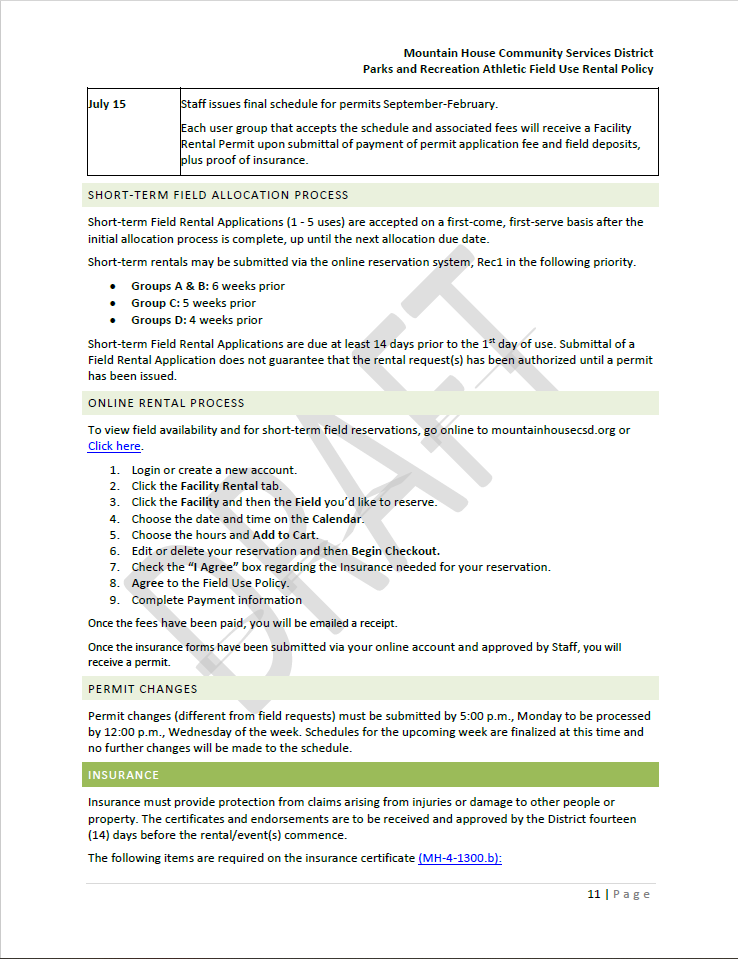 Mountain House Community Services District
Parks and Recreation Athletic Field Use Rental Policy
July 15
Staff issues final schedule for permits September-February.
Each user group that accepts the schedule and associated fees will receive a Facility
Rental Permit upon submittal of payment of permit application fee and field deposits,
plus proof of insurance.
SHORT-TERM FIELD ALLOCATION PROCESS
Short-term Field Rental Applications (1 - 5 uses) are accepted on a first-come, first-serve basis after the
initial allocation process is complete, up until the next allocation due date.
Short-term rentals may be submitted via the online reservation system, Rec1 in the following priority.
• Groups A & B: 6 weeks prior
• Group C: 5 weeks prior
• Groups D: 4 weeks prior
Short-term Field Rental Applications are due at least 14 days prior to the 1st day of use. Submittal of a
Field Rental Application does not guarantee that the rental request(s) has been authorized until a permit
has been issued.
ONLINE RENTAL PROCESS
To view field availability and for short-term field reservations, go online to mountainhousecsd.org or
Click here.
1. Login or create a new account.
2. Click the Facility Rental tab.
3. Click the Facility and then the Field you'd like to reserve.
4. Choose the date and time on the Calendar.
5. Choose the hours and Add to Cart.
6. Edit or delete your reservation and then Begin Checkout.
7. Check the "I Agree" box regarding the Insurance needed for your reservation.
8. Agree to the Field Use Policy.
9. Complete Payment information
Once the fees have been paid, you will be emailed a receipt.
Once the insurance forms have been submitted via your online account and approved by Staff, you will
receive a permit.
PERMIT CHANGES
Permit changes (different from field requests) must be submitted by 5:00 p.m., Monday to be processed
by 12:00 p.m., Wednesday of the week. Schedules for the upcoming week are finalized at this time and
no further changes will be made to the schedule.
INSURANCE
Insurance must provide protection from claims arising from injuries or damage to other people or
property. The certificates and endorsements are to be received and approved by the District fourteen
(14) days before the rental/event(s) commence.
The following items are required on the insurance certificate (MH-4-1300.b):
11 | Page
DRAFT